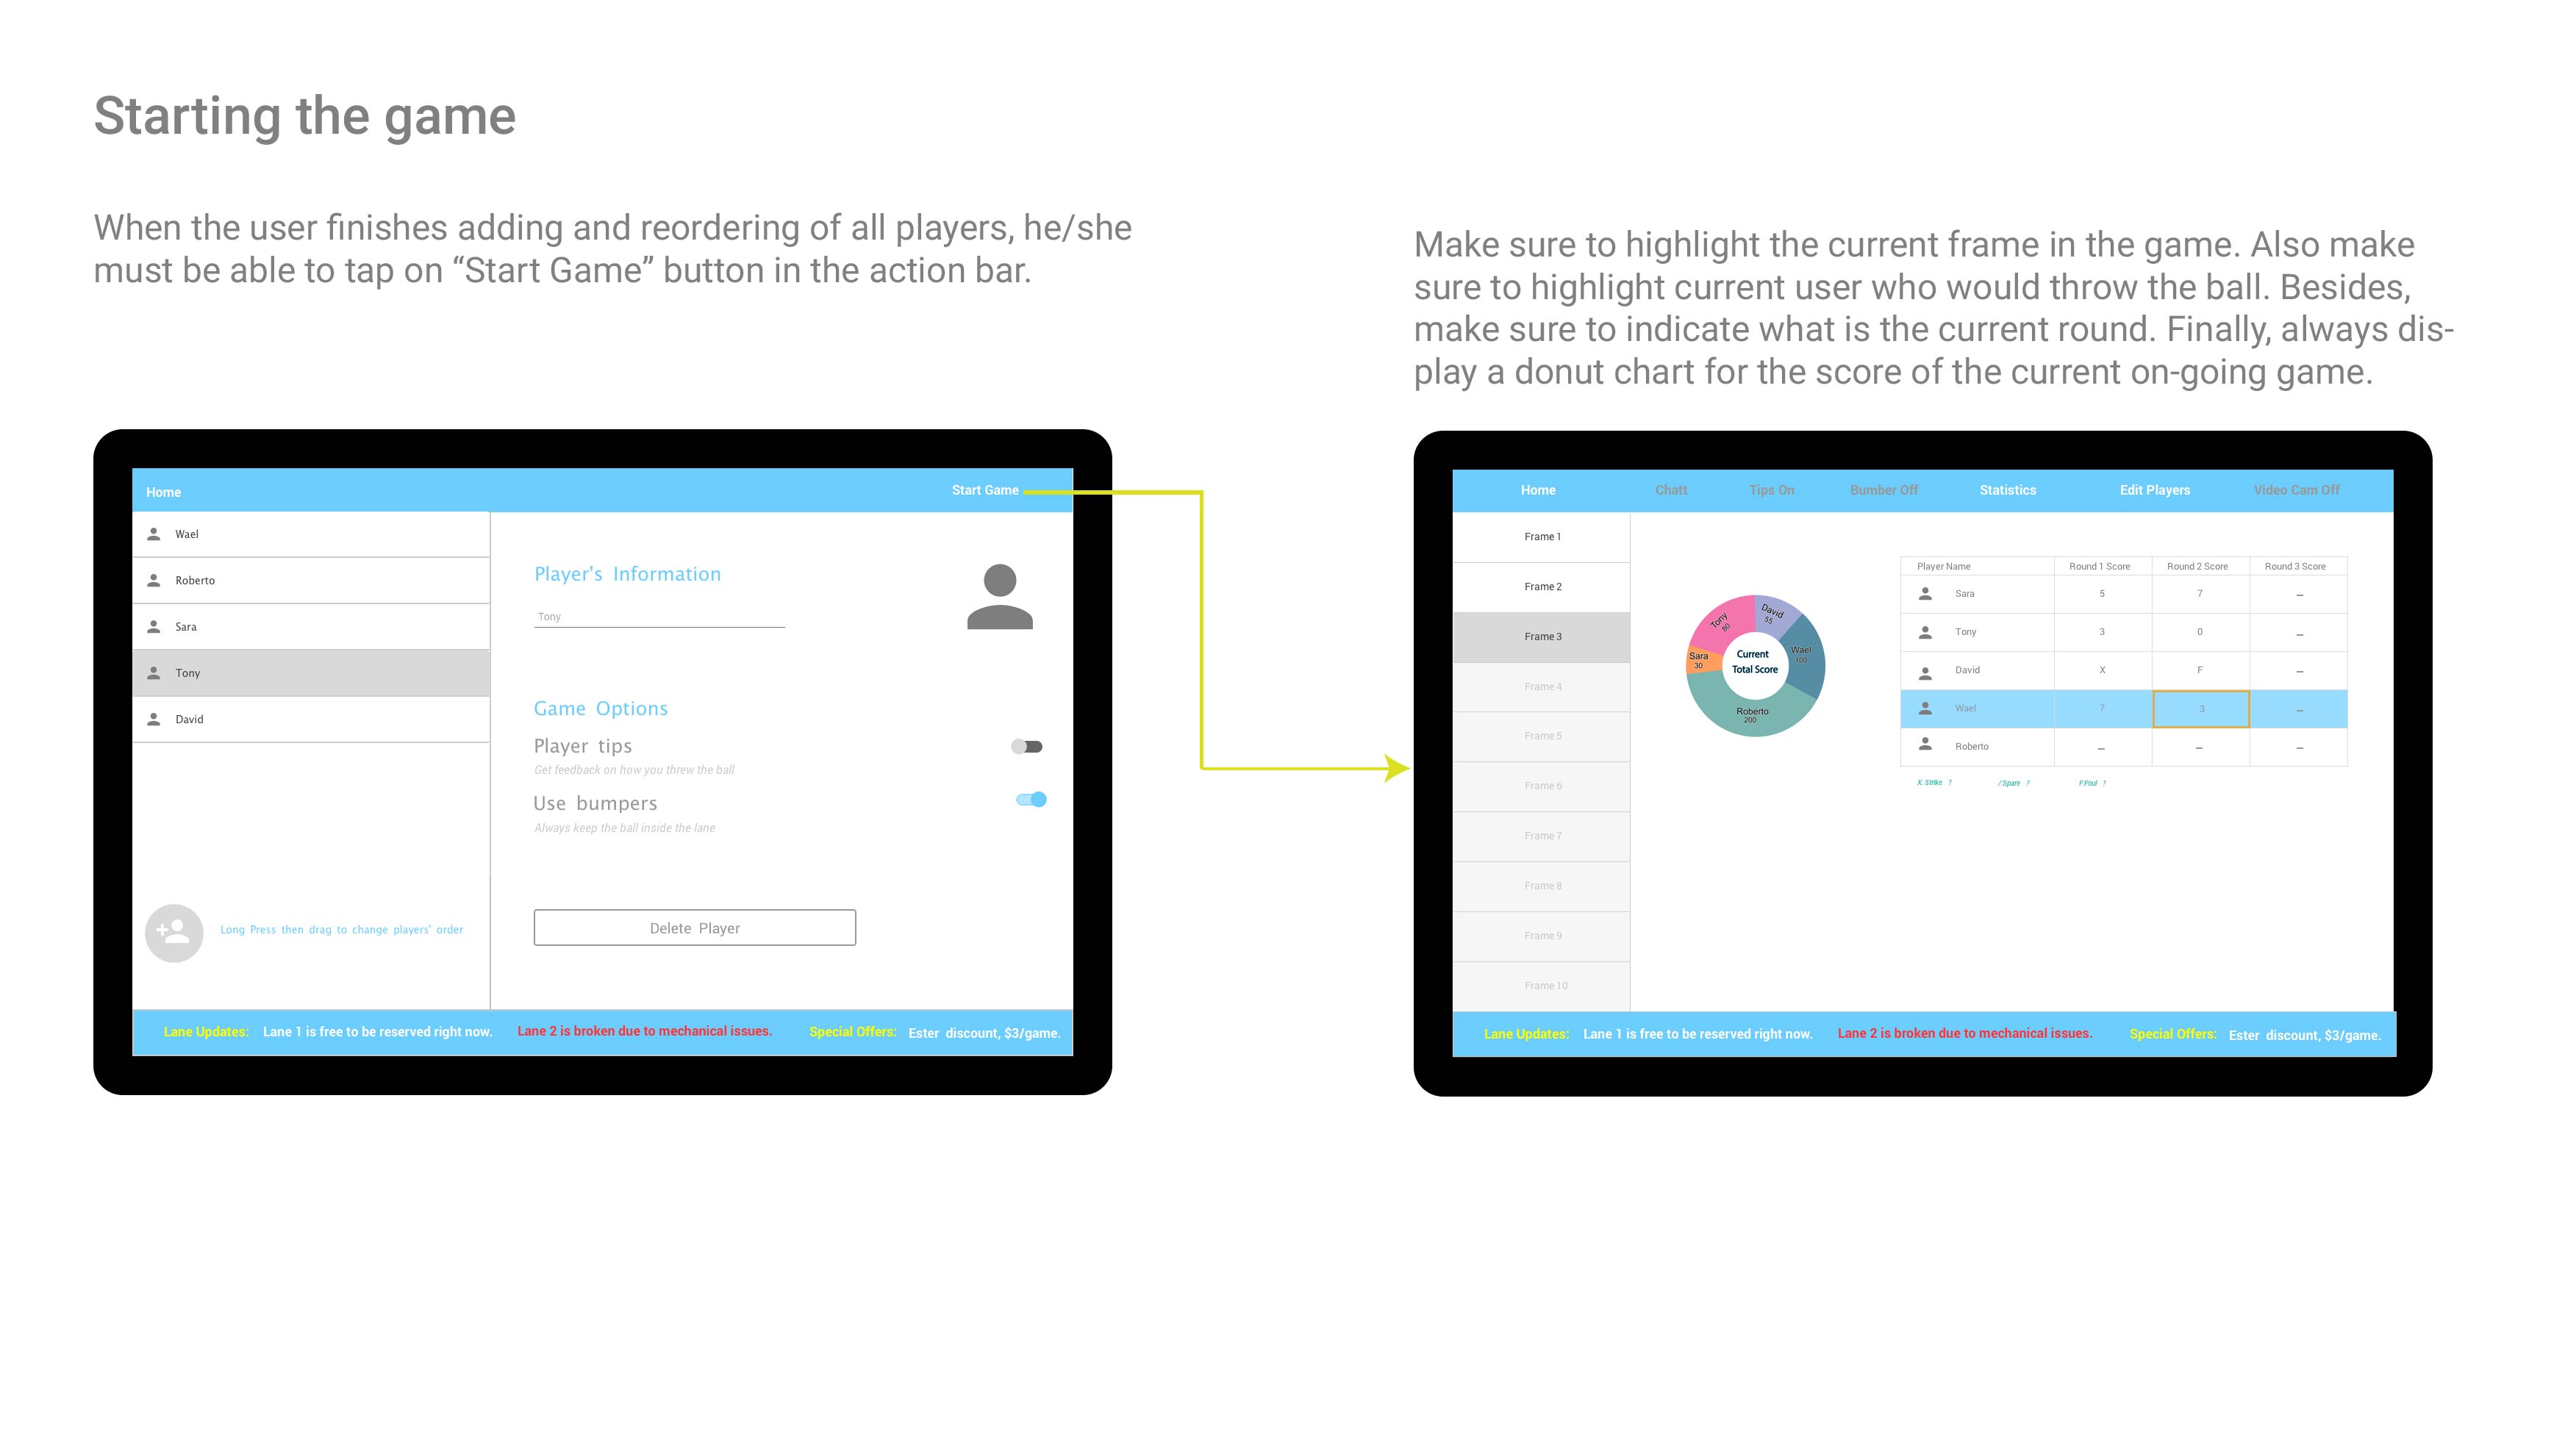 Starting the game
When the user finishes adding and reordering of all players, he/she
must be able to tap on “Start Game” button in the action bar.
Make sure to highlight the current frame in the game. Also make
sure to highlight current user who would throw the ball. Besides,
make sure to indicate what is the current round. Finally, always dis-
play a donut chart for the score of the current on-going game.
Home Start Game
Wael
Roberto
Sara
Tony
David
Long Press then drag to change players' order
Player's Information
Tony
Game Options
Player tips
Get feedback on how you threw the ball
Use bumpers
Always keep the ball inside the lane
Delete Player
Lane Updates: Lane 1 is free to be reserved right now. Lane 2 is broken due to mechanical issues. Special Offers: Ester discount, $3/game.
Home Chatt Tips On Bumber Off Statistics Edit Players Video Cam Off
Frame 1
Frame 2
Frame 3
Frame 4
Frame 5
Frame 6
Frame 7
Frame 8
Frame 9
Frame 10
David
55
Wael
100
Roberto
200
Sara
30
Tony
80
Current
Total Score
Player Name Round 1 Score Round 2 Score Round 3 Score
Sara 5 7 –
Tony 3 0 –
David X F –
Wael 7 3 –
Roberto – – –
X: Strike ? /:Spare ? F:Foul ?
Lane Updates: Lane 1 is free to be reserved right now. Lane 2 is broken due to mechanical issues. Special Offers: Ester discount, $3/game.